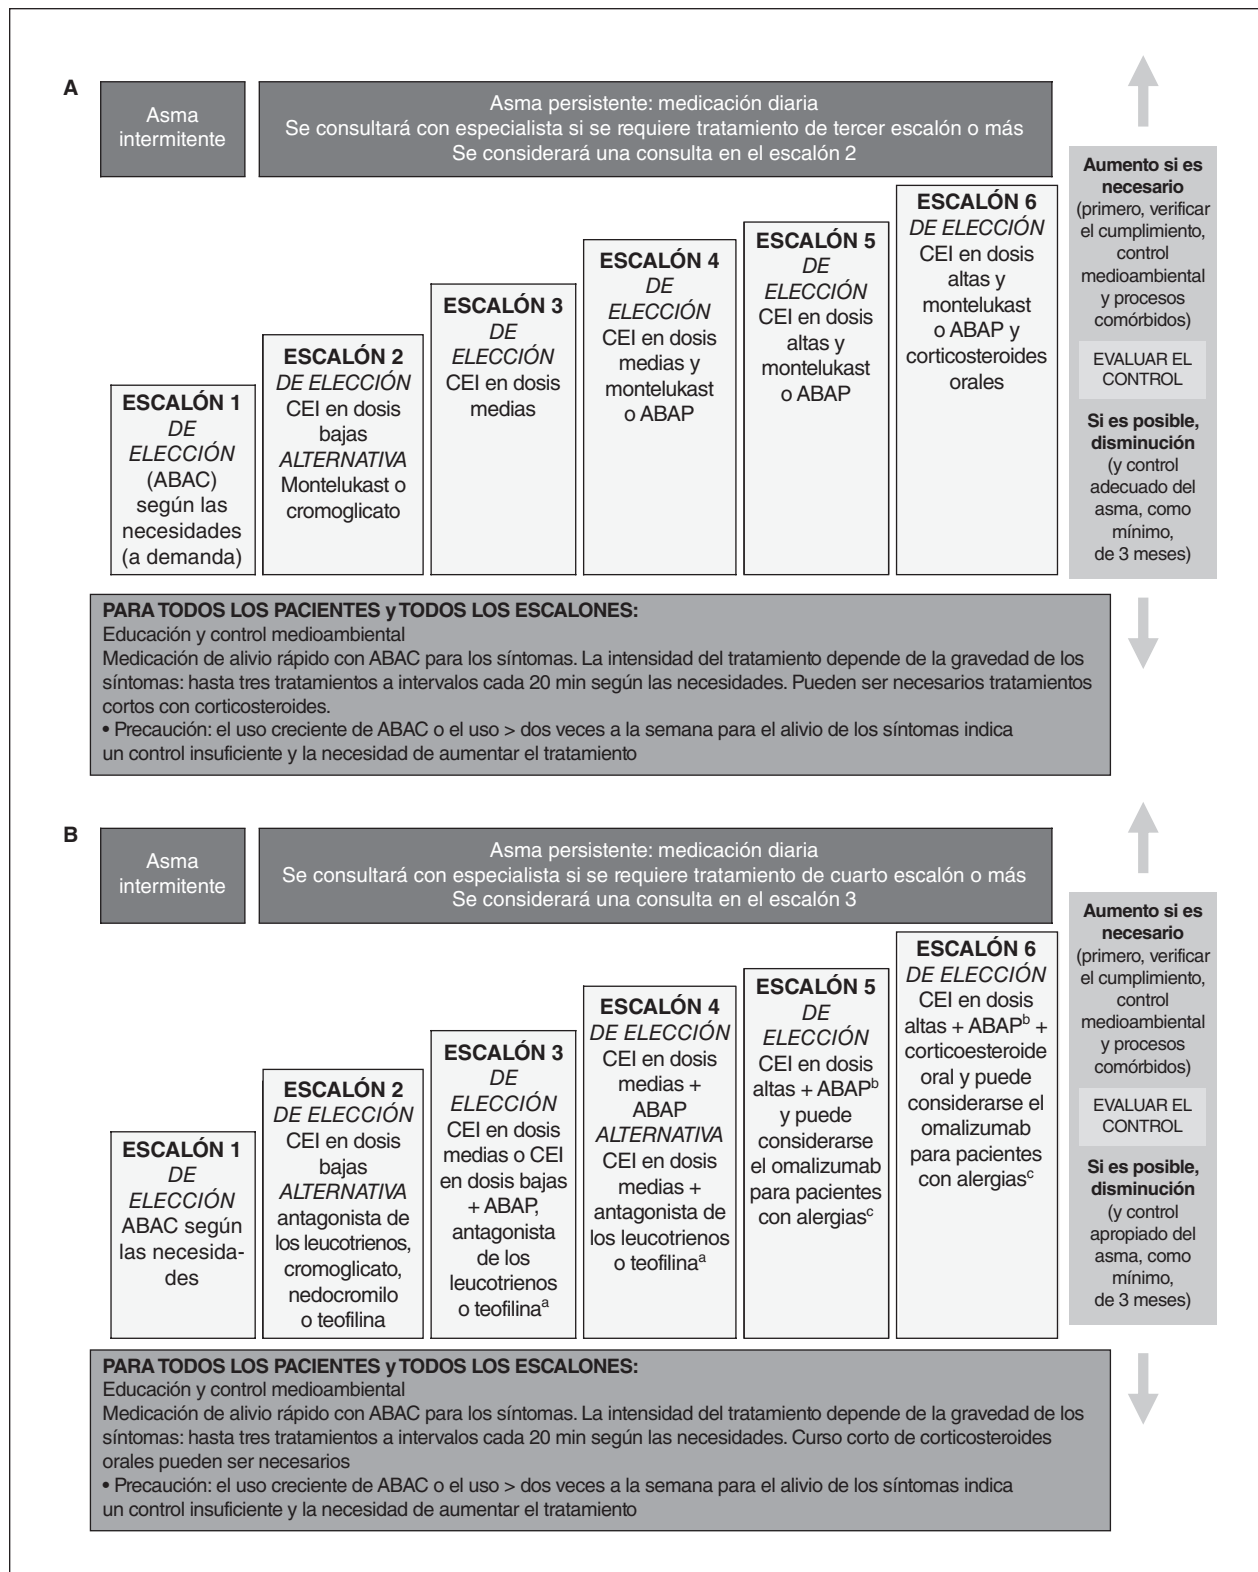 A
Asma
intermitente
Asma persistente: medicación diaria
Se consultará con especialista si se requiere tratamiento de tercer escalón o más
Se considerará una consulta en el escalón 2
ESCALÓN 1
DE
ELECCIÓN
(ABAC)
según las
necesidades
(a demanda)
ESCALÓN 2
DE ELECCIÓN
CEI en dosis
bajas
ALTERNATIVA
Montelukast o
cromoglicato
ESCALÓN 3
DE
ELECCIÓN
CEI en dosis
medias
ESCALÓN 4
DE
ELECCIÓN
CEI en dosis
medias y
montelukast
o ABAP
ESCALÓN 5
DE
ELECCIÓN
CEI en dosis
altas y
montelukast
o ABAP
ESCALÓN 6
DE ELECCIÓN
CEI en dosis
altas y
montelukast
o ABAP y
corticosteroides
orales
Aumento si es
necesario
(primero, verificar
el cumplimiento,
control
medioambiental
y procesos
comórbidos)
EVALUAR EL
CONTROL
Si es posible,
disminución
(y control
adecuado del
asma, como
mínimo,
de 3 meses)
PARA TODOS LOS PACIENTES y TODOS LOS ESCALONES:
Educación y control medioambiental
Medicación de alivio rápido con ABAC para los síntomas. La intensidad del tratamiento depende de la gravedad de los
síntomas: hasta tres tratamientos a intervalos cada 20 min según las necesidades. Pueden ser necesarios tratamientos
cortos con corticosteroides.
• Precaución: el uso creciente de ABAC o el uso > dos veces a la semana para el alivio de los síntomas indica
un control insuficiente y la necesidad de aumentar el tratamiento
B
Asma
intermitente
Asma persistente: medicación diaria
Se consultará con especialista si se requiere tratamiento de cuarto escalón o más
Se considerará una consulta en el escalón 3
ESCALÓN 1
DE
ELECCIÓN
ABAC según
las necesida-
des
ESCALÓN 2
DE ELECCIÓN
CEI en dosis
bajas
ALTERNATIVA
antagonista de
los leucotrienos,
cromoglicato,
nedocromilo
o teofilina
ESCALÓN 3
DE
ELECCIÓN
CEI en dosis
medias o CEI
en dosis bajas
+ ABAP,
antagonista
de los
leucotrienos
o teofilinaª
ESCALÓN 4
DE ELECCIÓN
CEI en dosis
medias +
ABAP
ALTERNATIVA
CEI en dosis
medias +
antagonista de
los leucotrienos
o teofilinaª
ESCALÓN 5
DE
ELECCIÓN
CEI en dosis
altas + ABAPᵇ
y puede
considerarse
el omalizumab
para pacientes
con alergiasᶜ
ESCALÓN 6
DE ELECCIÓN
CEI en dosis
altas + ABAPᵇ +
corticoesteroide
oral y puede
considerarse el
omalizumab
para pacientes
con alergiasᶜ
Aumento si es
necesario
(primero, verificar
el cumplimiento,
control
medioambiental
y procesos
comórbidos)
EVALUAR EL
CONTROL
Si es posible,
disminución
(y control
apropiado del
asma, como
mínimo,
de 3 meses)
PARA TODOS LOS PACIENTES y TODOS LOS ESCALONES:
Educación y control medioambiental
Medicación de alivio rápido con ABAC para los síntomas. La intensidad del tratamiento depende de la gravedad de los
síntomas: hasta tres tratamientos a intervalos cada 20 min según las necesidades. Curso corto de corticosteroides
orales pueden ser necesarios
• Precaución: el uso creciente de ABAC o el uso > dos veces a la semana para el alivio de los síntomas indica
un control insuficiente y la necesidad de aumentar el tratamiento